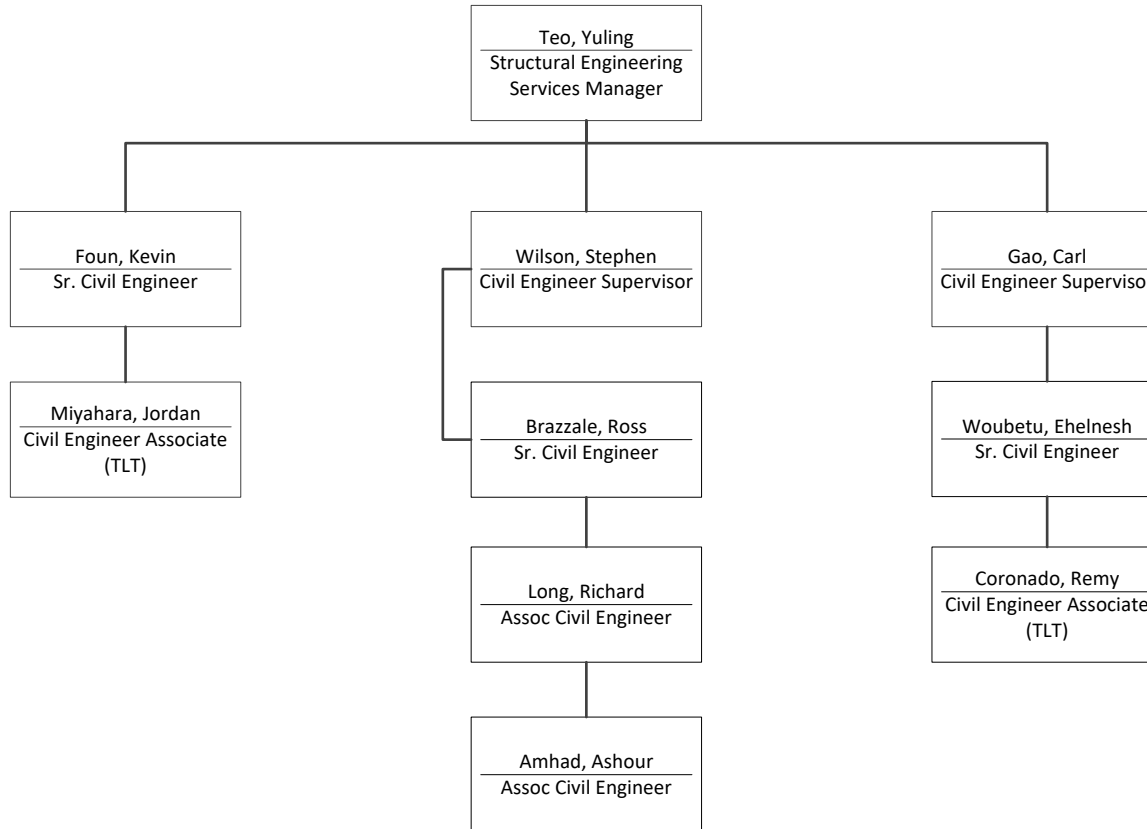 Teo, Yuling
Structural Engineering
Services Manager
Foun, Kevin
Sr. Civil Engineer
Wilson, Stephen
Civil Engineer Supervisor
Gao, Carl
Civil Engineer Superviso
Miyahara, Jordan
Civil Engineer Associate
(TLT)
Brazzale, Ross
Sr. Civil Engineer
Woubetu, Ehelnesh
Sr. Civil Engineer
Long, Richard
Assoc Civil Engineer
Coronado, Remy
Civil Engineer Associate
(TLT)
Amhad, Ashour
Assoc Civil Engineer